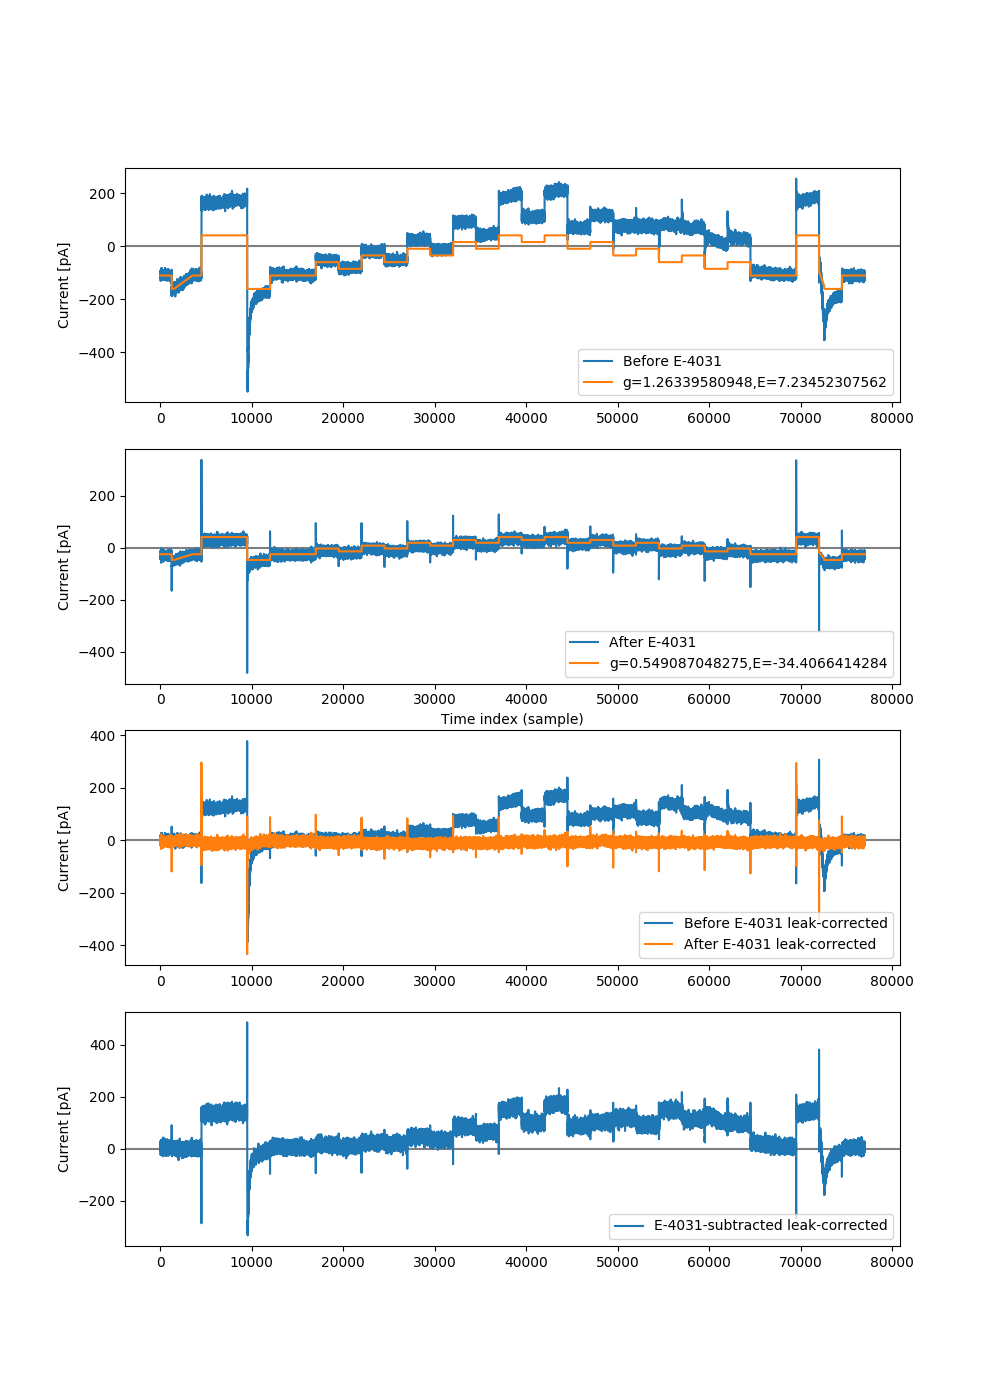 200
0
−200
−400
Current [pA]
Before E-4031
g=1.26339580948,E=7.23452307562
0 10000 20000 30000 40000 50000 60000 70000 80000
200
0
−200
−400
Current [pA]
After E-4031
g=0.549087048275,E=-34.4066414284
0 10000 20000 30000 40000 50000 60000 70000 80000
Time index (sample)
400
200
0
−200
−400
Current [pA]
Before E-4031 leak-corrected
After E-4031 leak-corrected
0 10000 20000 30000 40000 50000 60000 70000 80000
400
200
0
−200
Current [pA]
E-4031-subtracted leak-corrected
0 10000 20000 30000 40000 50000 60000 70000 80000